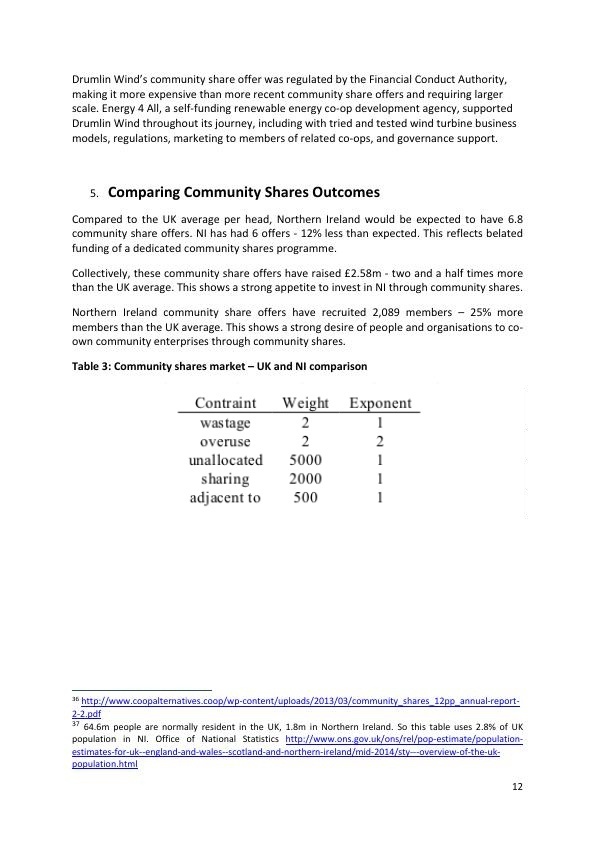 Drumlin Wind's community share offer was regulated by the Financial Conduct Authority,
making it more expensive than more recent community share offers and requiring larger
scale. Energy 4 All, a self-funding renewable energy co-op development agency, supported
Drumlin Wind throughout its journey, including with tried and tested wind turbine business
models, regulations, marketing to members of related co-ops, and governance support.
5. Comparing Community Shares Outcomes
Compared to the UK average per head, Northern Ireland would be expected to have 6.8
community share offers. NI has had 6 offers - 12% less than expected. This reflects belated
funding of a dedicated community shares programme.
Collectively, these community share offers have raised £2.58m - two and a half times more
than the UK average. This shows a strong appetite to invest in NI through community shares.
Northern Ireland community share offers have recruited 2,089 members – 25% more
members than the UK average. This shows a strong desire of people and organisations to co-
own community enterprises through community shares.
Table 3: Community shares market – UK and NI comparison
Contraint Weight Exponent
wastage 2 1
overuse 2 2
unallocated 5000 1
sharing 2000 1
adjacent to 500 1
36 http://www.coopalternatives.coop/wp-content/uploads/2013/03/community_shares_12pp_annual-report-
2-2.pdf
37 64.6m people are normally resident in the UK, 1.8m in Northern Ireland. So this table uses 2.8% of UK
population in NI. Office of National Statistics http://www.ons.gov.uk/ons/rel/pop-estimate/population-
estimates-for-uk--england-and-wales--scotland-and-northern-ireland/mid-2014/sty---overview-of-the-uk-
population.html
12